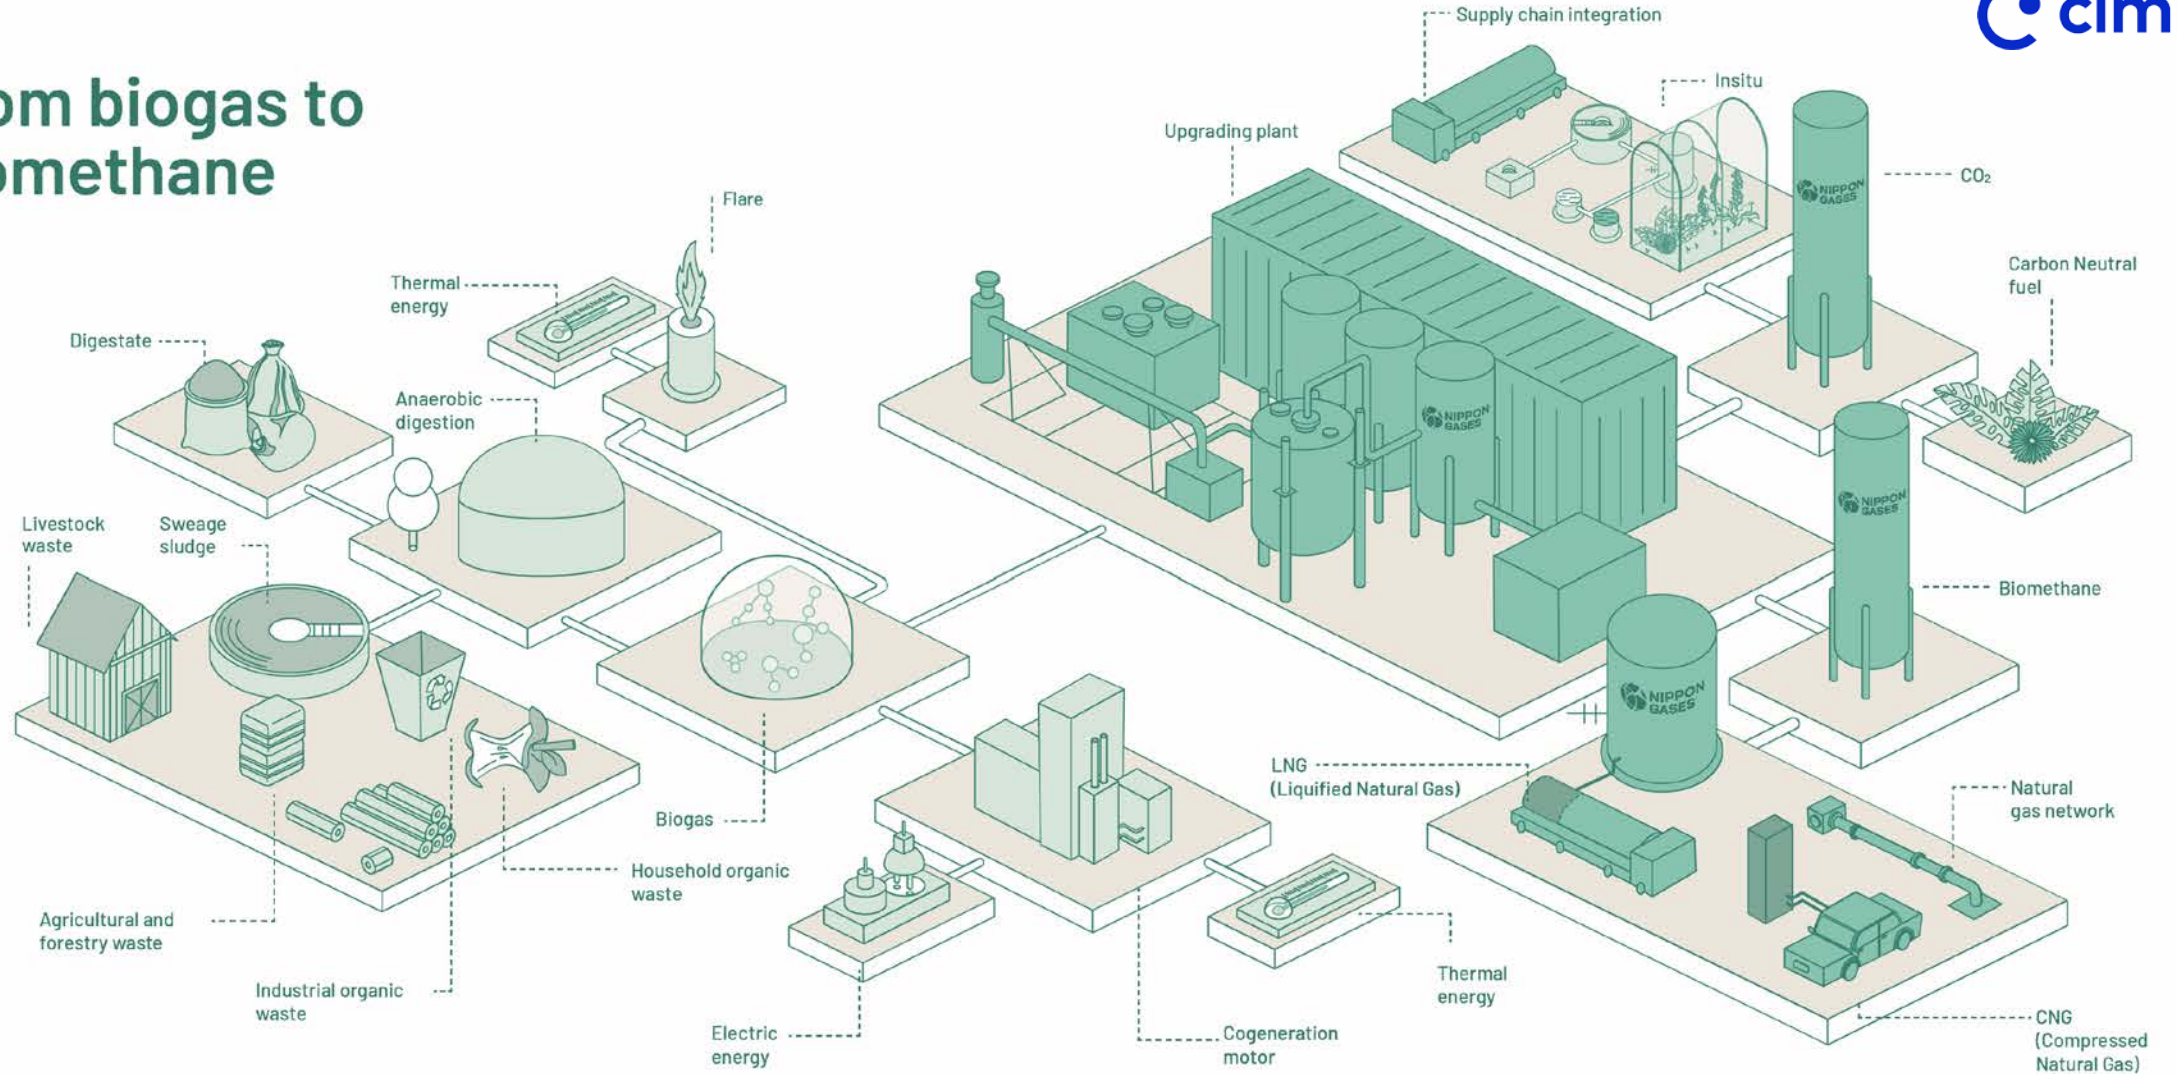 om biogas to
omethane
cim
Supply chain integration
Insitu
Upgrading plant
CO₂
NIPPON
GASES
Flare
Carbon Neutral
fuel
Thermal
energy
Digestate
Anaerobic
digestion
NIPPON
GASES
NIPPON
GASES
Livestock
waste
Sweage
sludge
Biomethane
NIPPON
GASES
LNG
(Liquified Natural Gas)
Natural
gas network
Biogas
Household organic
waste
Agricultural and
forestry waste
Thermal
energy
Industrial organic
waste
Electric
energy
Cogeneration
motor
CNG
(Compressed
Natural Gas)